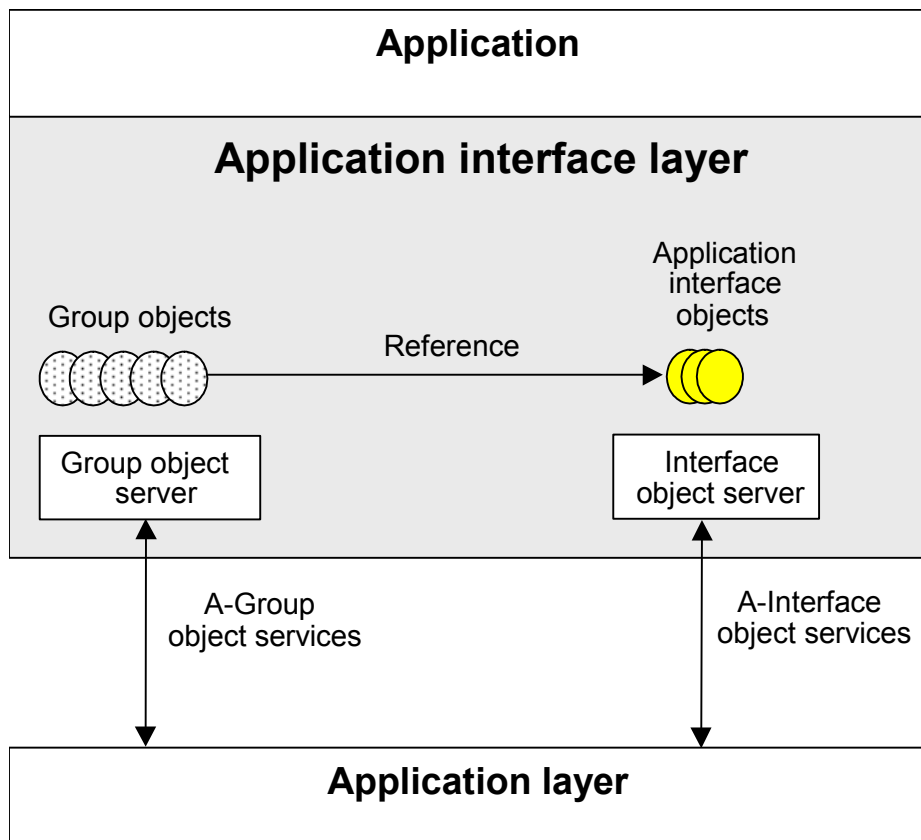 Application
Application interface layer
Application
interface
objects
Group objects
Reference
Group object
server
Interface
object server
A-Group
object services
A-Interface
object services
Application layer